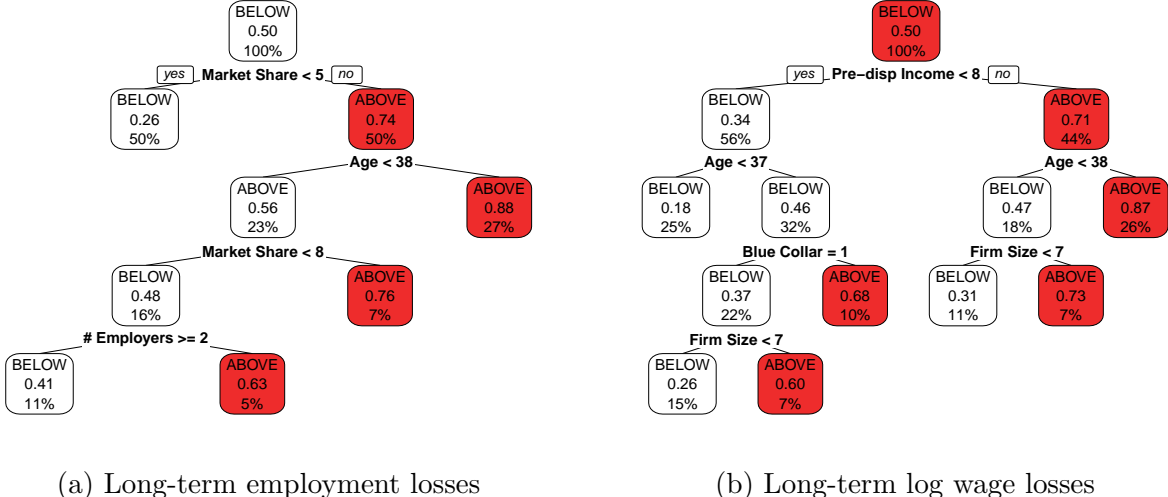 BELOW
0.50
100%
yes Market Share < 5 no
BELOW
0.26
50%
ABOVE
0.74
50%
Age < 38
ABOVE
0.56
23%
ABOVE
0.88
27%
Market Share < 8
BELOW
0.48
16%
ABOVE
0.76
7%
# Employers >= 2
BELOW
0.41
11%
ABOVE
0.63
5%
(a) Long-term employment losses
BELOW
0.50
100%
yes Pre−disp Income < 8 no
BELOW
0.34
56%
ABOVE
0.71
44%
Age < 37
Age < 38
BELOW
0.18
25%
BELOW
0.46
32%
BELOW
0.47
18%
ABOVE
0.87
26%
Blue Collar = 1
Firm Size < 7
BELOW
0.37
22%
ABOVE
0.68
10%
BELOW
0.31
11%
ABOVE
0.73
7%
Firm Size < 7
BELOW
0.26
15%
ABOVE
0.60
7%
(b) Long-term log wage losses